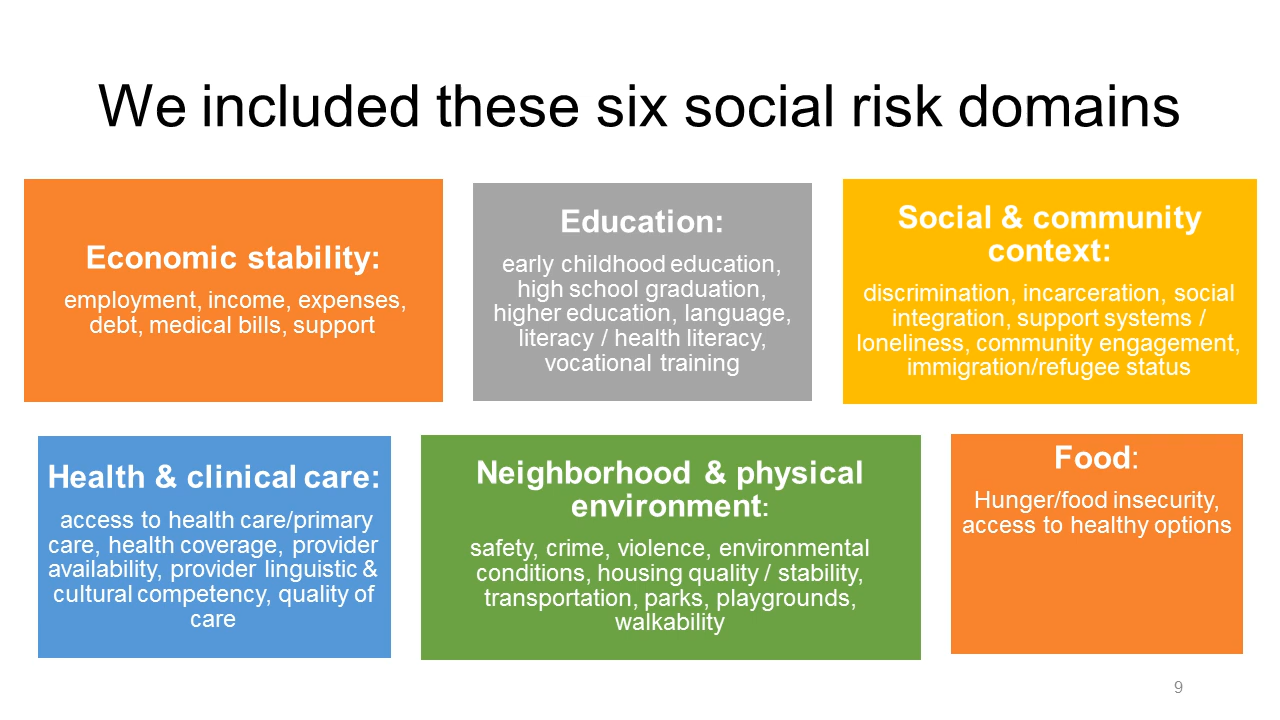 We included these six social risk domains
Economic stability:
employment, income, expenses,
debt, medical bills, support
Education:
early childhood education,
high school graduation,
higher education, language,
literacy / health literacy,
vocational training
Social & community
context:
discrimination, incarceration, social
integration, support systems /
loneliness, community engagement,
immigration/refugee status
Health & clinical care:
access to health care/primary
care, health coverage, provider
availability, provider linguistic &
cultural competency, quality of
care
Neighborhood & physical
environment:
safety, crime, violence, environmental
conditions, housing quality / stability,
transportation, parks, playgrounds,
walkability
Food:
Hunger/food insecurity,
access to healthy options
9